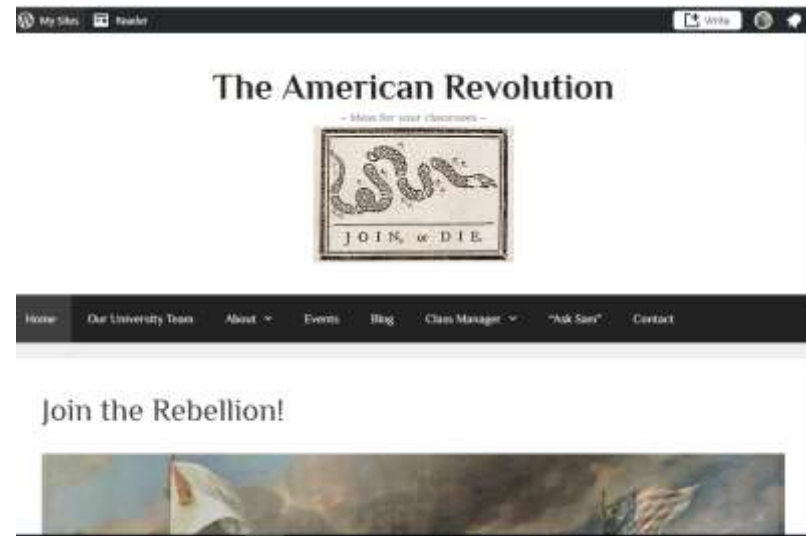 My Sites Reader Write
The American Revolution
~ Ideas for your classroom ~
JOIN, or DIE.
Home Our University Team About Events Blog Class Manager "Ask Sam" Contact
Join the Rebellion!